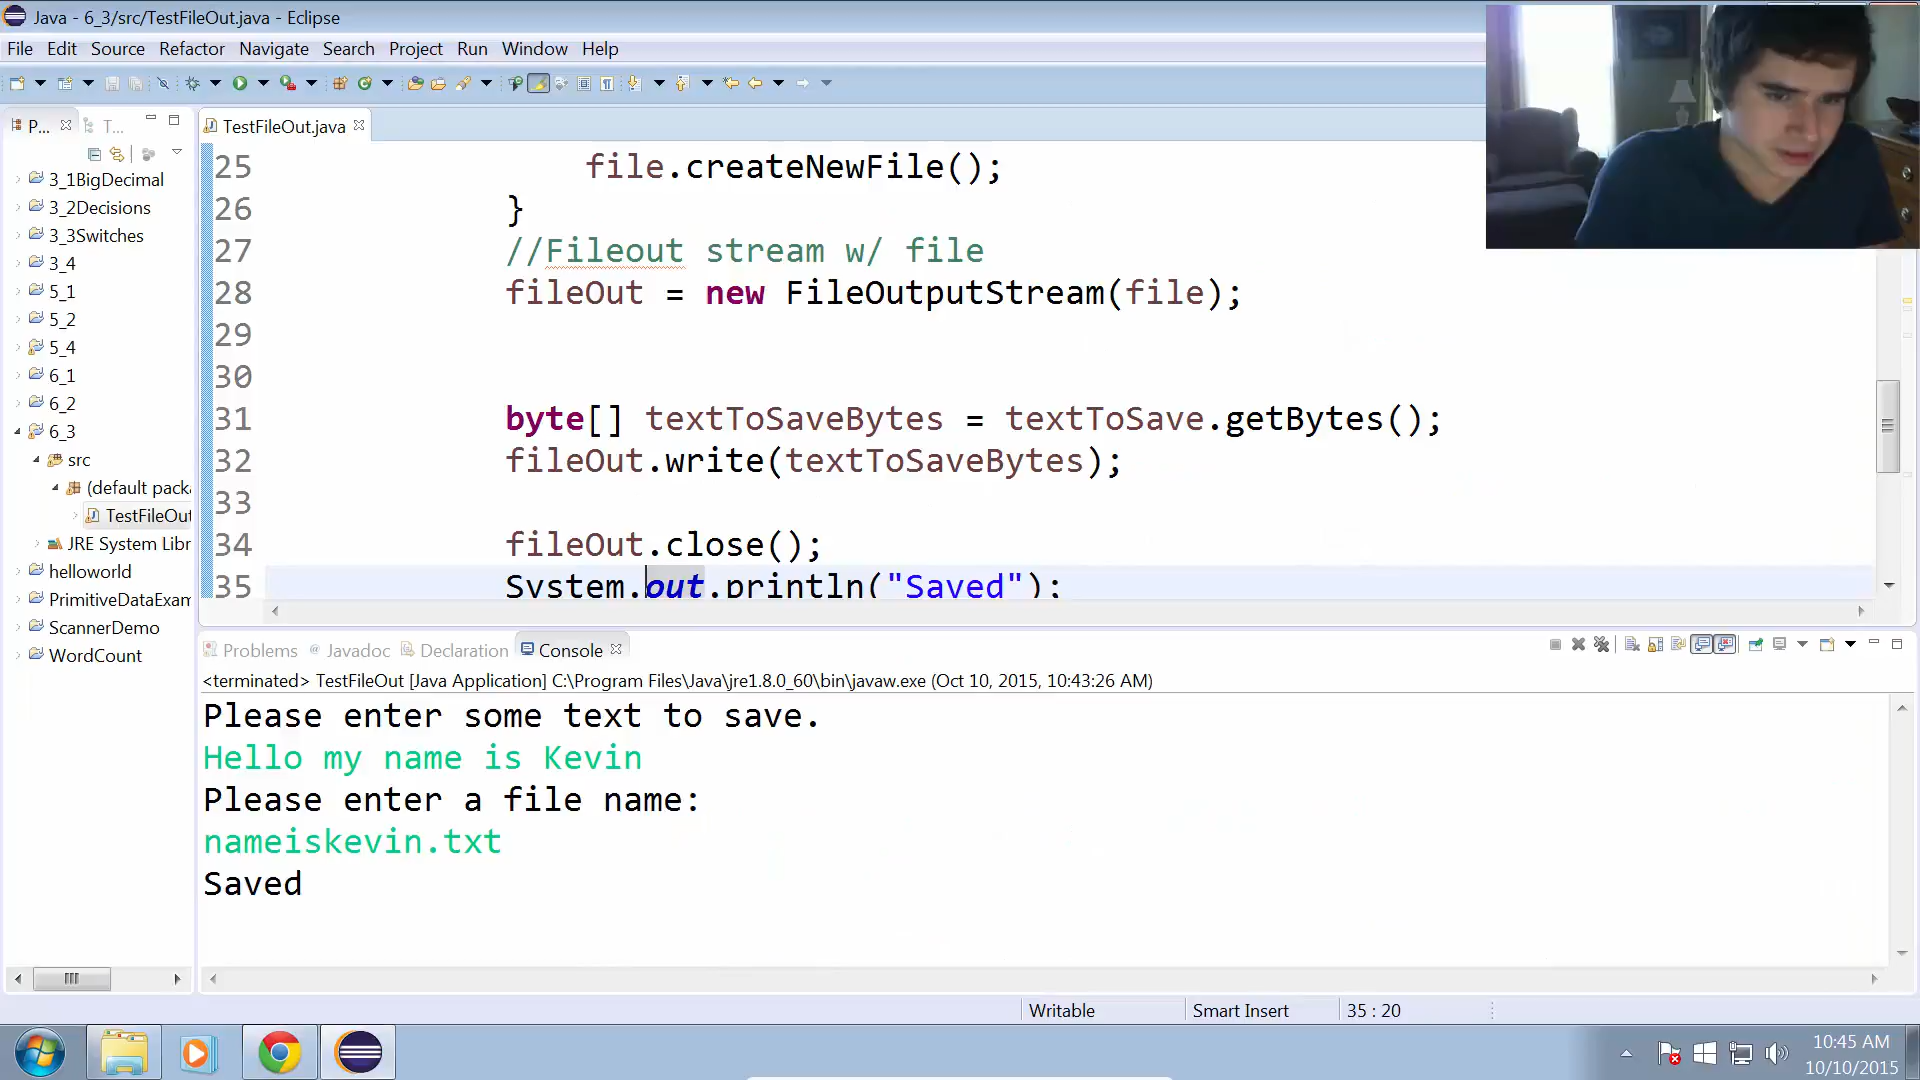 Java - 6_3/src/TestFileOut.java - Eclipse
File Edit Source Refactor Navigate Search Project Run Window Help
P... T...
TestFileOut.java
3_1BigDecimal
3_2Decisions
3_3Switches
3_4
5_1
5_2
5_4
6_1
6_2
6_3
src
(default packa
TestFileOut
JRE System Libr
helloworld
PrimitiveDataExam
ScannerDemo
WordCount
25 file.createNewFile();
26 }
27 //Fileout stream w/ file
28 fileOut = new FileOutputStream(file);
29
30
31 byte[] textToSaveBytes = textToSave.getBytes();
32 fileOut.write(textToSaveBytes);
33
34 fileOut.close();
35 System.out.println("Saved");
Problems @ Javadoc Declaration Console
<terminated> TestFileOut [Java Application] C:\Program Files\Java\jre1.8.0_60\bin\javaw.exe (Oct 10, 2015, 10:43:26 AM)
Please enter some text to save.
Hello my name is Kevin
Please enter a file name:
nameiskevin.txt
Saved
Writable Smart Insert 35 : 20
10:45 AM
10/10/2015